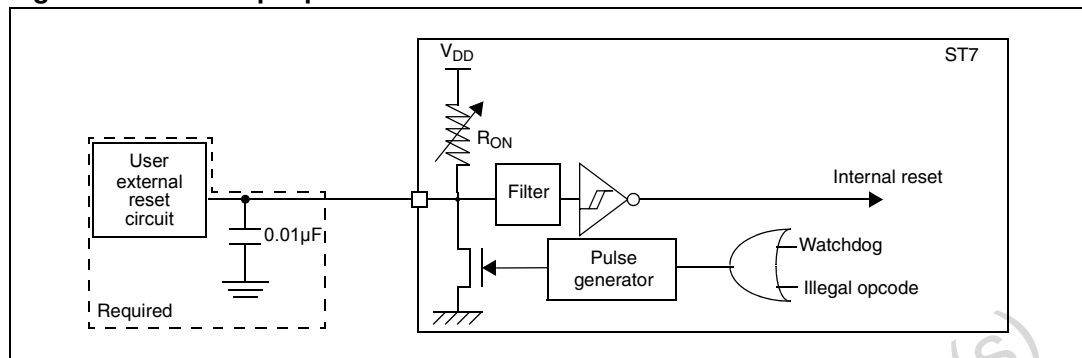 V_DD
ST7
R_ON
User
external
reset
circuit
Filter
Internal reset
0.01µF
Pulse
generator
Watchdog
Illegal opcode
Required
(s)